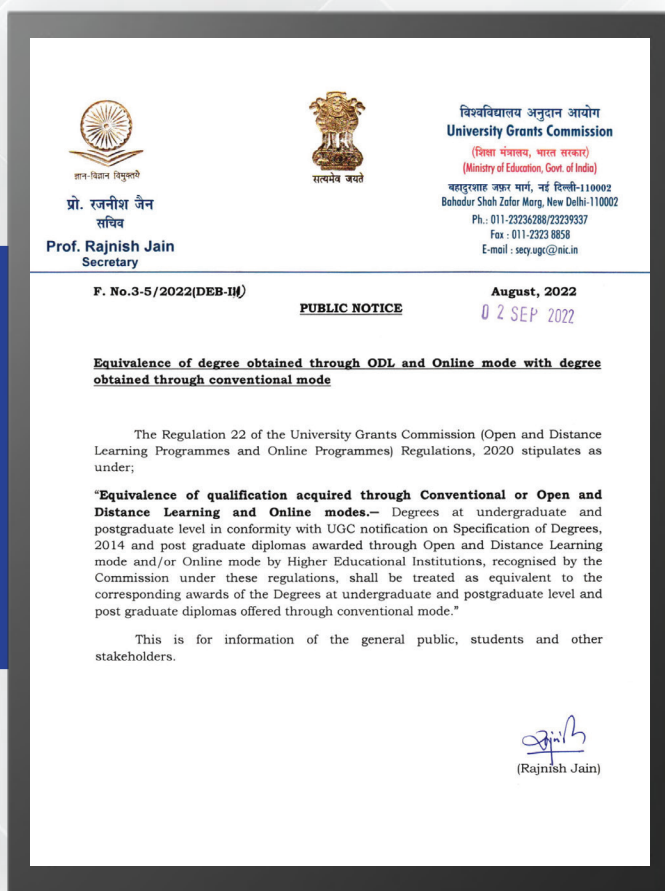 ज्ञान-विज्ञान विमुक्तये
प्रो. रजनीश जैन
सचिव
Prof. Rajnish Jain
Secretary
सत्यमेव जयते
विश्वविद्यालय अनुदान आयोग
University Grants Commission
(शिक्षा मंत्रालय, भारत सरकार)
(Ministry of Education, Govt. of India)
बहादुरशाह ज़फ़र मार्ग, नई दिल्ली-110002
Bahadur Shah Zafar Marg, New Delhi-110002
Ph.: 011-23236288/23239337
Fax : 011-2323 8858
E-mail : secy.ugc@nic.in
F. No.3-5/2022(DEB-III)
August, 2022
PUBLIC NOTICE
02 SEP 2022
Equivalence of degree obtained through ODL and Online mode with degree
obtained through conventional mode
The Regulation 22 of the University Grants Commission (Open and Distance
Learning Programmes and Online Programmes) Regulations, 2020 stipulates as
under;
“Equivalence of qualification acquired through Conventional or Open and
Distance Learning and Online modes.— Degrees at undergraduate and
postgraduate level in conformity with UGC notification on Specification of Degrees,
2014 and post graduate diplomas awarded through Open and Distance Learning
mode and/or Online mode by Higher Educational Institutions, recognised by the
Commission under these regulations, shall be treated as equivalent to the
corresponding awards of the Degrees at undergraduate and postgraduate level and
post graduate diplomas offered through conventional mode.”
This is for information of the general public, students and other
stakeholders.
(Rajnish Jain)